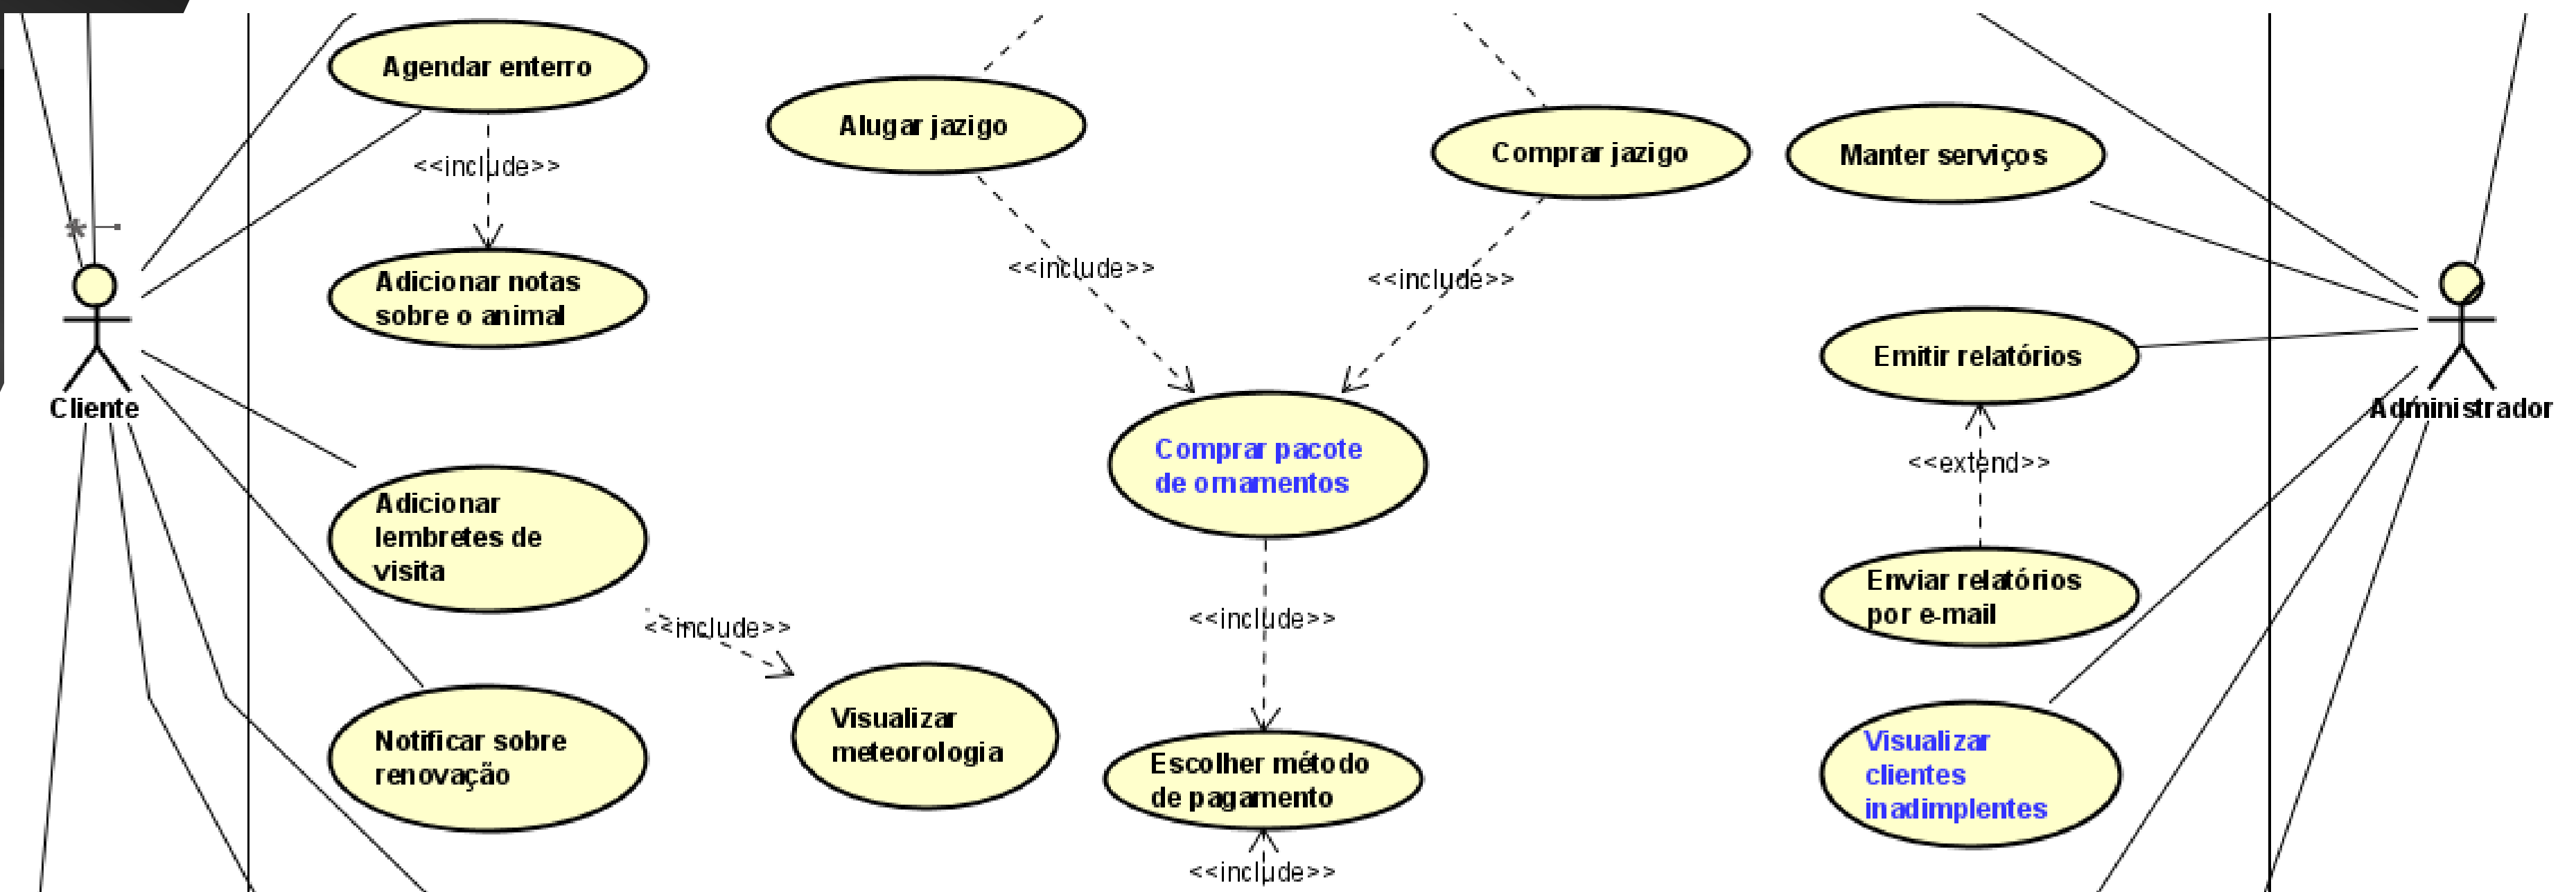 Agendar enterro
<<include>>
Adicionar notas
sobre o animal
Cliente
Adicionar
lembretes de
visita
<<include>>
Notificar sobre
renovação
Visualizar
meteorologia
Alugar jazigo
Comprar jazigo
<<include>>
<<include>>
Comprar pacote
de ornamentos
<<include>>
Escolher método
de pagamento
<<include>>
Manter serviços
Emitir relatórios
<<extend>>
Enviar relatórios
por e-mail
Visualizar
clientes
inadimplentes
Administrador